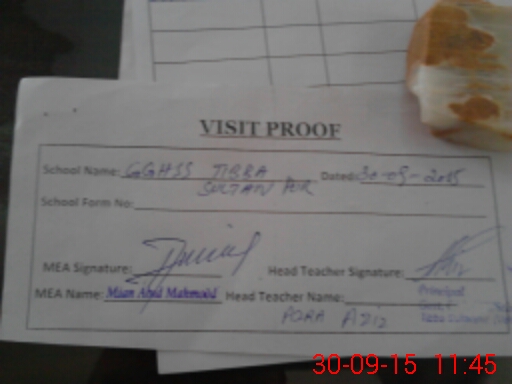 VISIT PROOF
School Name: GGHSS TIBBA Dated: 30-09-2015
SULTAN PUR
School Form No:
MEA Signature: Head Teacher Signature:
MEA Name: Mian Abid Mahmood Head Teacher Name:
Principal
AZIZ
30-09-15 11:45